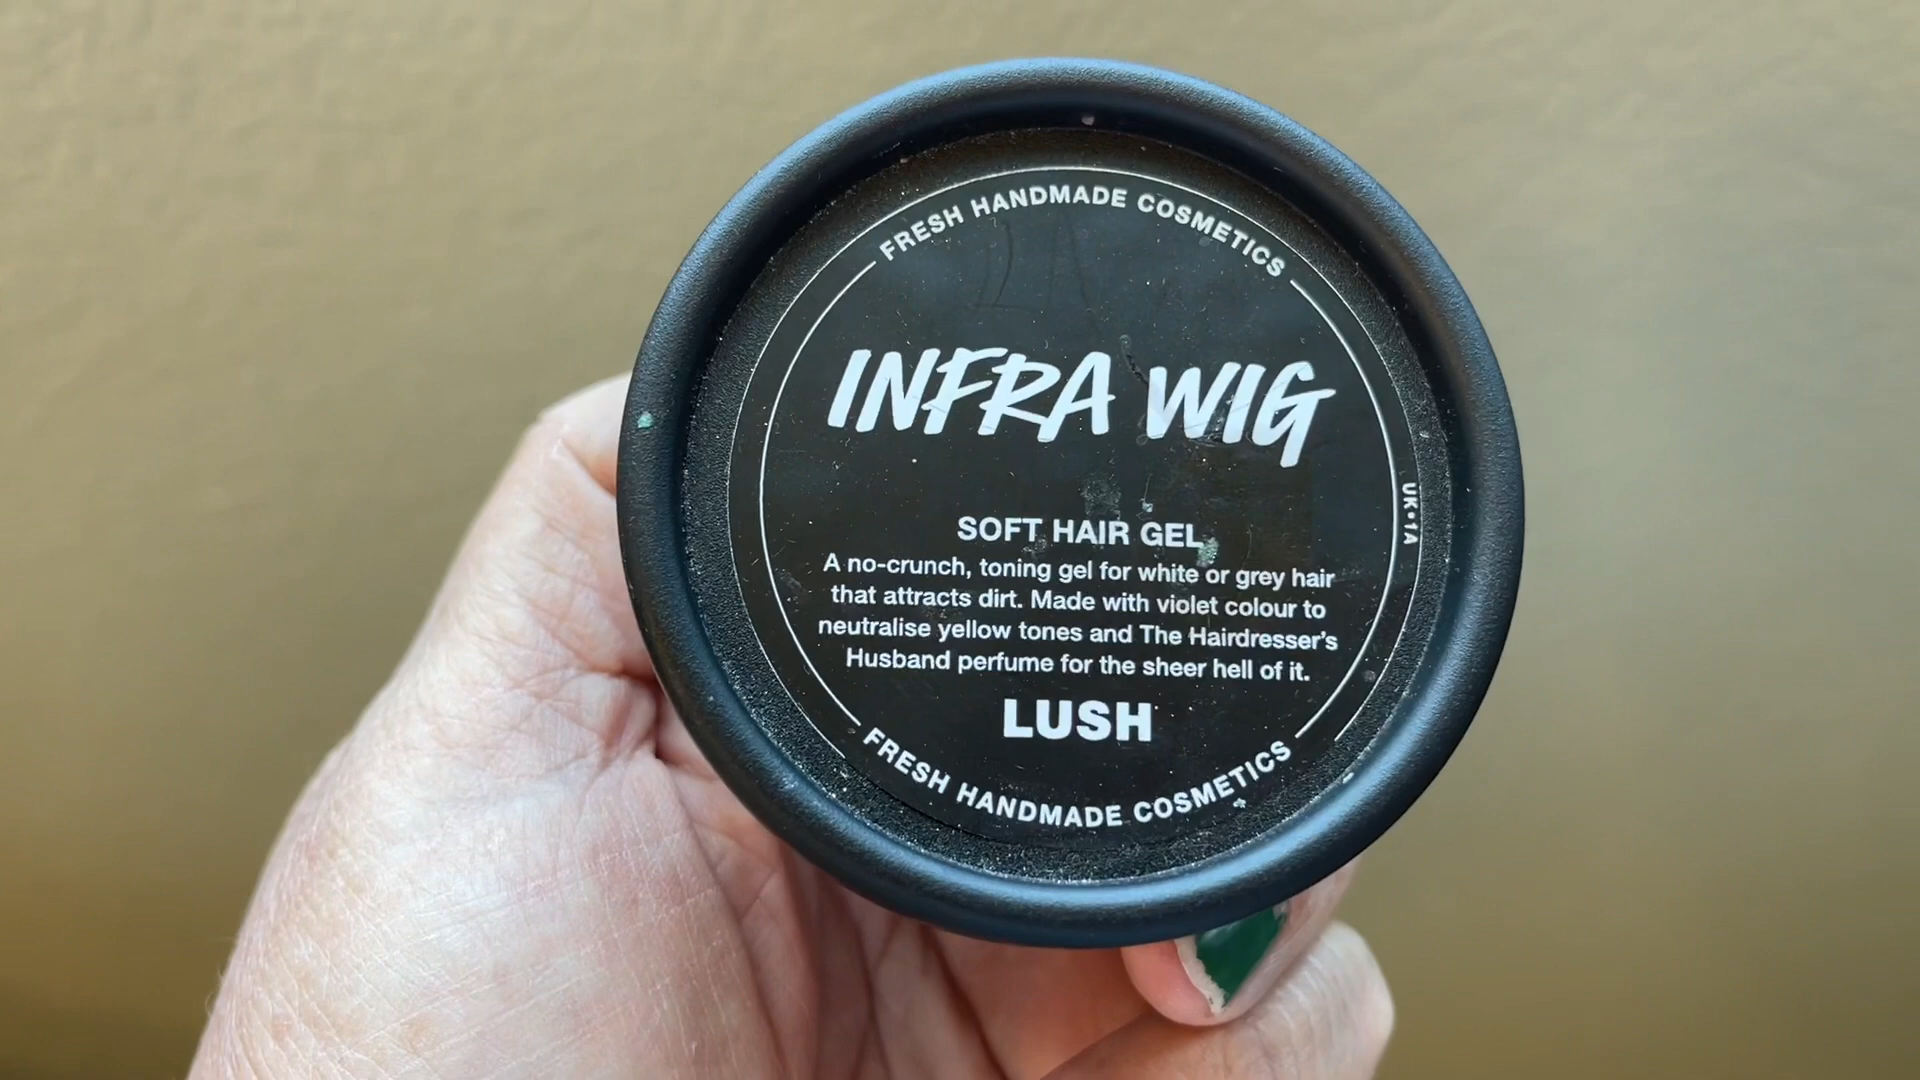 FRESH HANDMADE COSMETICS
INFRA WIG
UK•1A
SOFT HAIR GEL
A no-crunch, toning gel for white or grey hair
that attracts dirt. Made with violet colour to
neutralise yellow tones and The Hairdresser's
Husband perfume for the sheer hell of it.
LUSH
FRESH HANDMADE COSMETICS